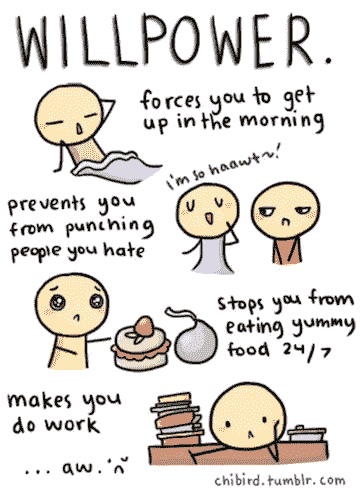 WILLPOWER.
forces you to get
up in the morning
I'm so haawt~!
prevents you
from punching
people you hate
stops you from
eating yummy
food 24/7
makes you
do work
... aw.
chibird.tumblr.com